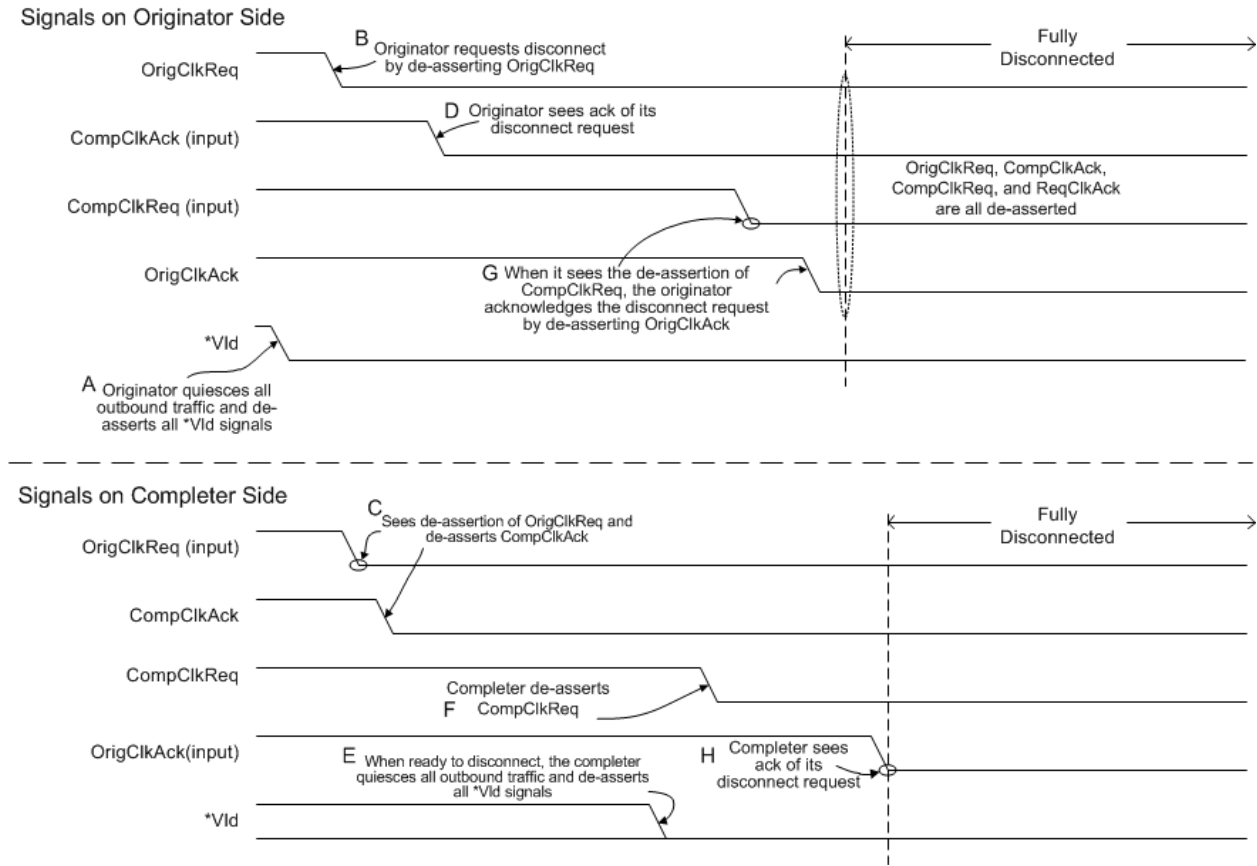 Signals on Originator Side
B
Originator requests disconnect
by de-asserting OrigClkReq
Fully
Disconnected
OrigClkReq
D
Originator sees ack of its
disconnect request
CompClkAck (input)
OrigClkReq, CompClkAck,
CompClkReq, and ReqClkAck
are all de-asserted
CompClkReq (input)
G When it sees the de-assertion of
CompClkReq, the originator
acknowledges the disconnect request
by de-asserting OrigClkAck
OrigClkAck
*Vld
A Originator quiesces all
outbound traffic and de-
asserts all *Vld signals
Signals on Completer Side
C
Sees de-assertion of OrigClkReq and
de-asserts CompClkAck
Fully
Disconnected
OrigClkReq (input)
CompClkAck
CompClkReq
Completer de-asserts
F CompClkReq
OrigClkAck(input)
E When ready to disconnect, the completer
quiesces all outbound traffic and de-asserts
all *Vld signals
H Completer sees
ack of its
disconnect request
*Vld